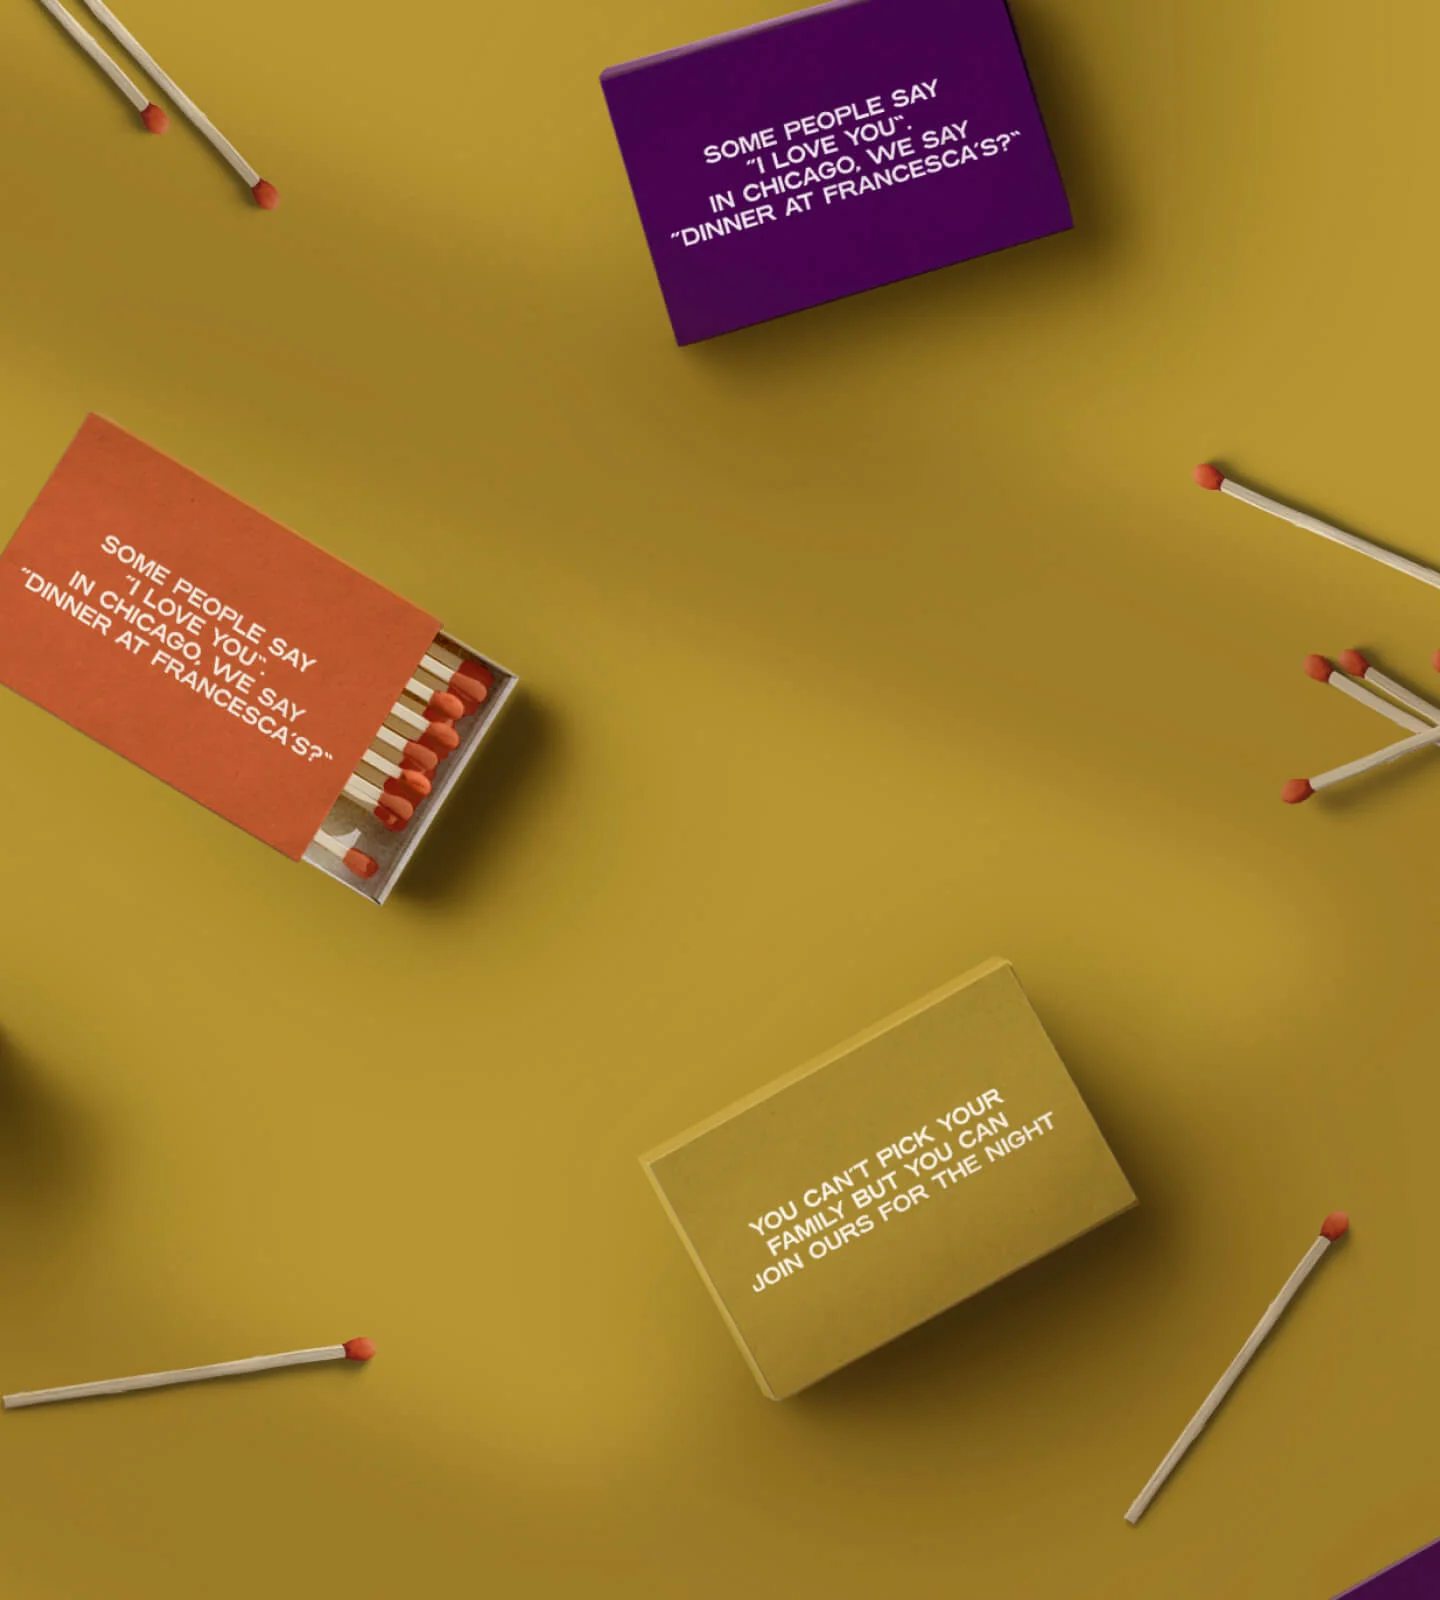 SOME PEOPLE SAY
"I LOVE YOU".
IN CHICAGO, WE SAY
"DINNER AT FRANCESCA'S?"
SOME PEOPLE SAY
"I LOVE YOU".
IN CHICAGO, WE SAY
"DINNER AT FRANCESCA'S?"
YOU CAN'T PICK YOUR
FAMILY BUT YOU CAN
JOIN OURS FOR THE NIGHT